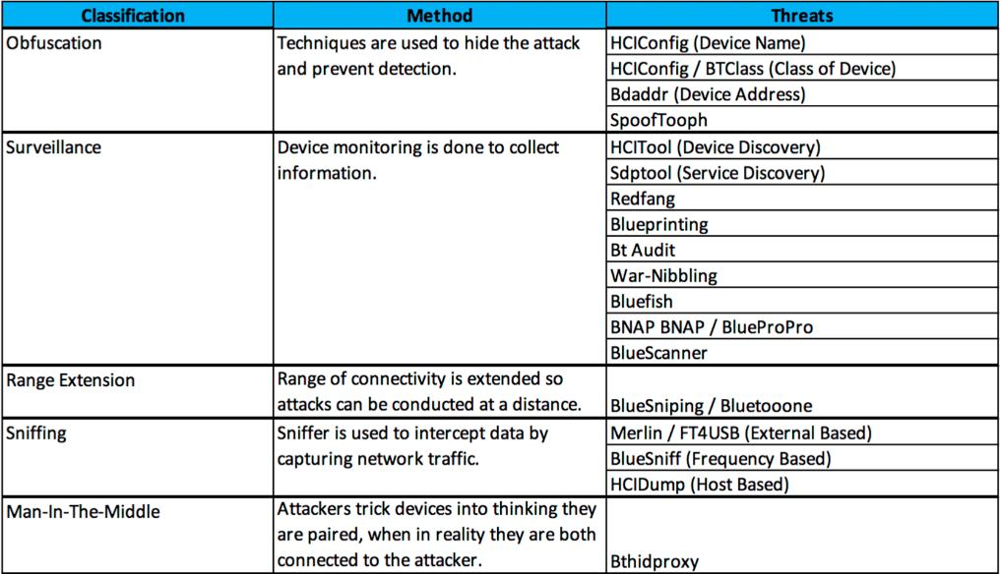 Classification Method Threats
Obfuscation
Techniques are used to hide the attack
and prevent detection.
HCIConfig (Device Name)
HCIConfig / BTClass (Class of Device)
Bdaddr (Device Address)
SpoofTooph
Surveillance
Device monitoring is done to collect
information.
HCITool (Device Discovery)
Sdptool (Service Discovery)
Redfang
Blueprinting
Bt Audit
War-Nibbling
Bluefish
BNAP BNAP / BlueProPro
BlueScanner
Range Extension
Range of connectivity is extended so
attacks can be conducted at a distance.
BlueSniping / Bluetooone
Sniffing
Sniffer is used to intercept data by
capturing network traffic.
Merlin / FT4USB (External Based)
BlueSniff (Frequency Based)
HCIDump (Host Based)
Man-In-The-Middle
Attackers trick devices into thinking they
are paired, when in reality they are both
connected to the attacker.
Bthidproxy